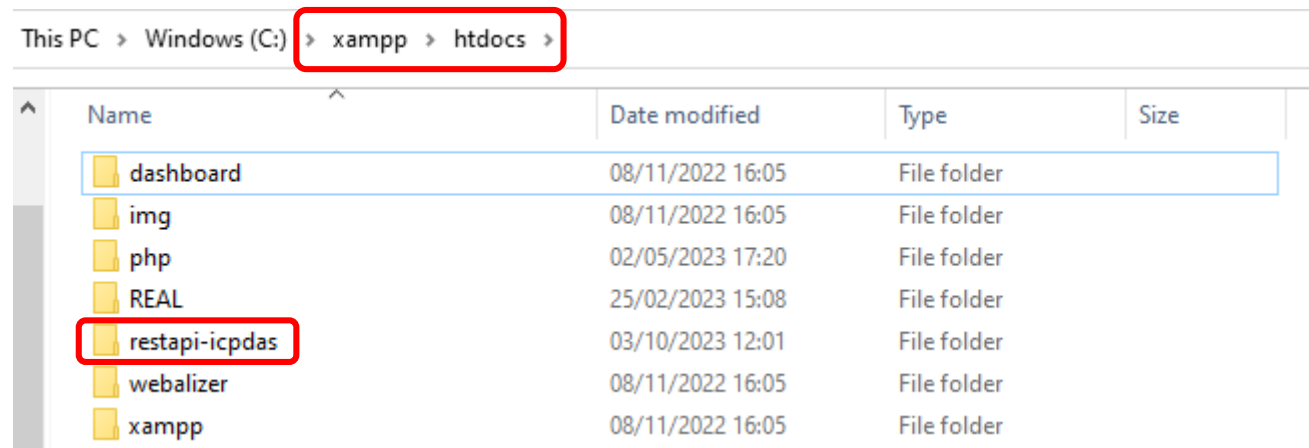 This PC > Windows (C:) > xampp > htdocs >
Name Date modified Type Size
dashboard 08/11/2022 16:05 File folder
img 08/11/2022 16:05 File folder
php 02/05/2023 17:20 File folder
REAL 25/02/2023 15:08 File folder
restapi-icpdas 03/10/2023 12:01 File folder
webalizer 08/11/2022 16:05 File folder
xampp 08/11/2022 16:05 File folder